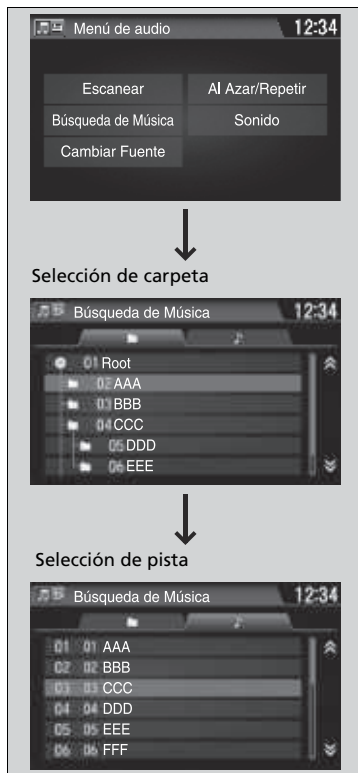 Menú de audio 12:34
Escanear Al Azar/Repetir
Búsqueda de Música Sonido
Cambiar Fuente
Selección de carpeta
Búsqueda de Música 12:34
01 Root
02 AAA
03 BBB
04 CCC
05 DDD
06 EEE
Selección de pista
Búsqueda de Música 12:34
01 01 AAA
02 02 BBB
03 03 CCC
04 04 DDD
05 05 EEE
06 06 FFF